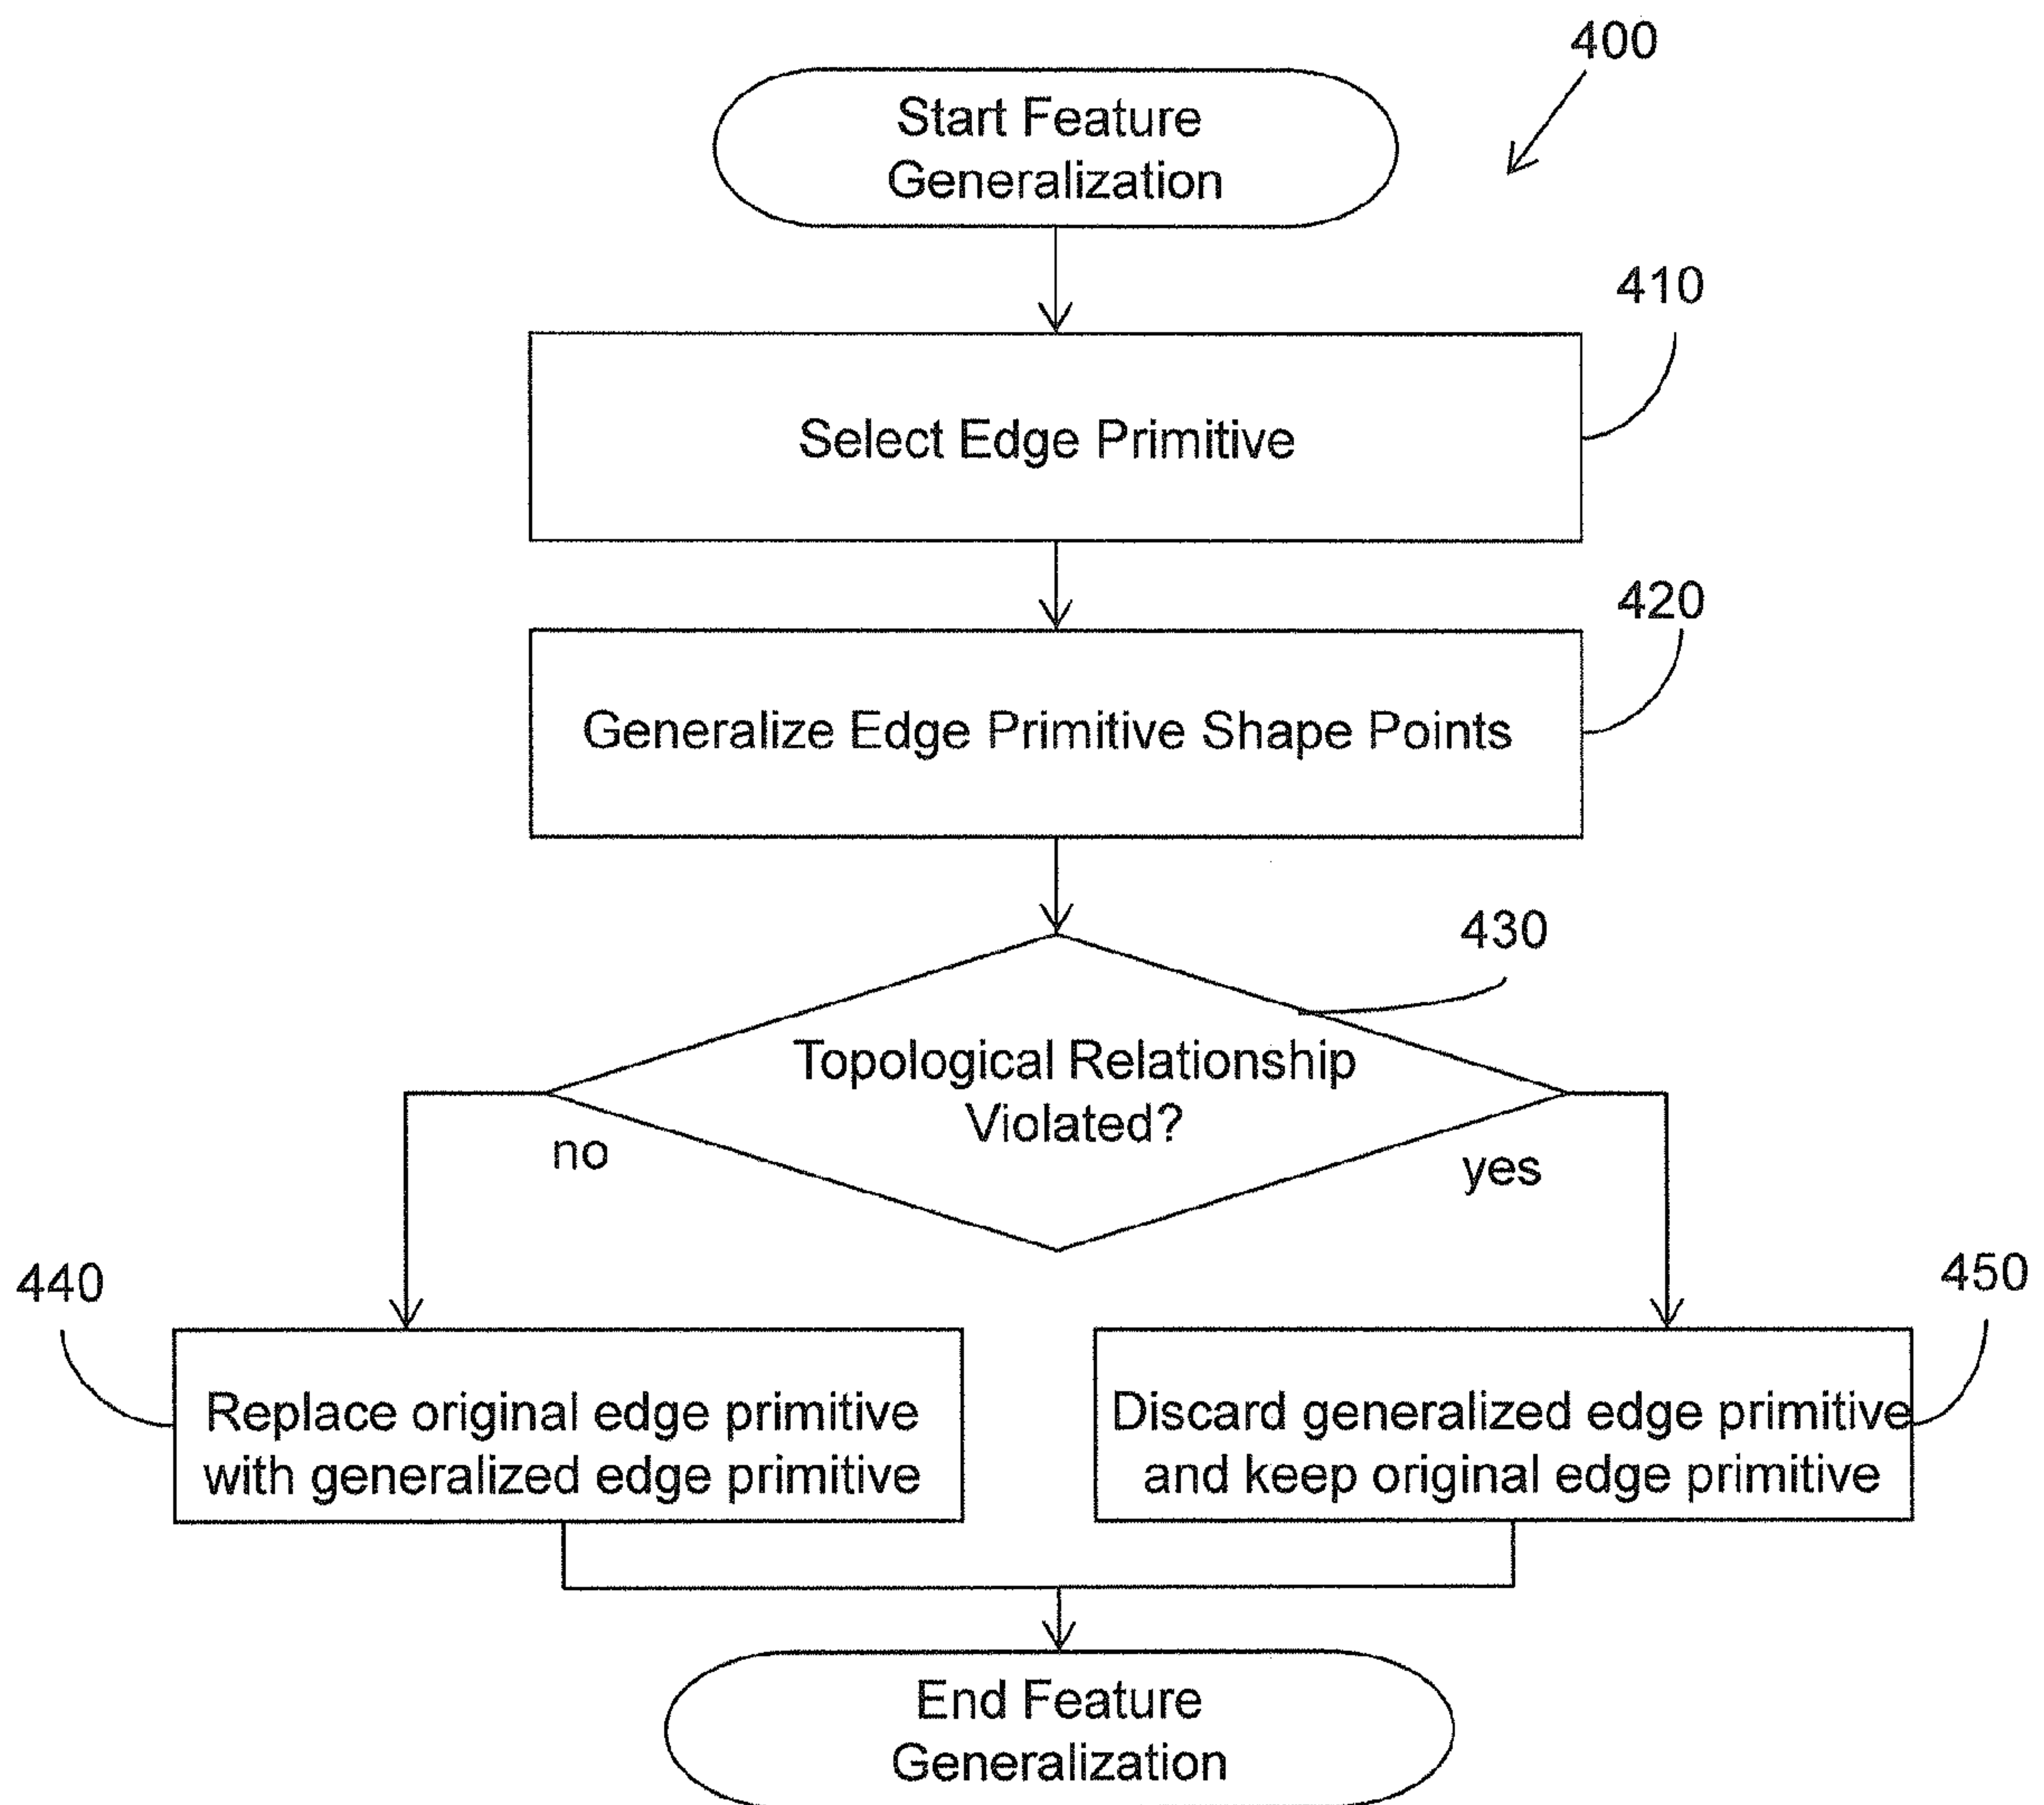 400
Start Feature
Generalization
410
Select Edge Primitive
420
Generalize Edge Primitive Shape Points
430
Topological Relationship
Violated?
no
yes
440
450
Replace original edge primitive
with generalized edge primitive
Discard generalized edge primitive
and keep original edge primitive
End Feature
Generalization